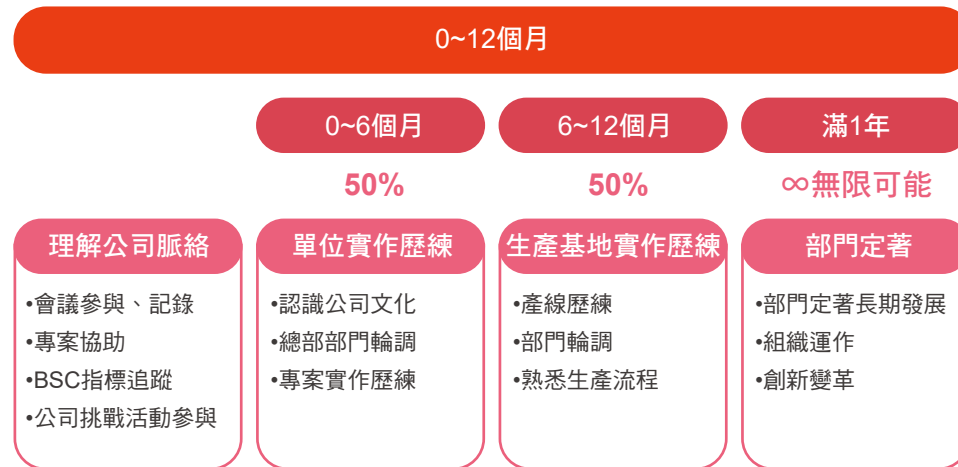 0~12個月
0~6個月
6~12個月
滿1年
50%
50%
∞無限可能
理解公司脈絡
•會議參與、記錄
•專案協助
•BSC指標追蹤
•公司挑戰活動參與
單位實作歷練
•認識公司文化
•總部部門輪調
•專案實作歷練
生產基地實作歷練
•產線歷練
•部門輪調
•熟悉生產流程
部門定著
•部門定著長期發展
•組織運作
•創新變革